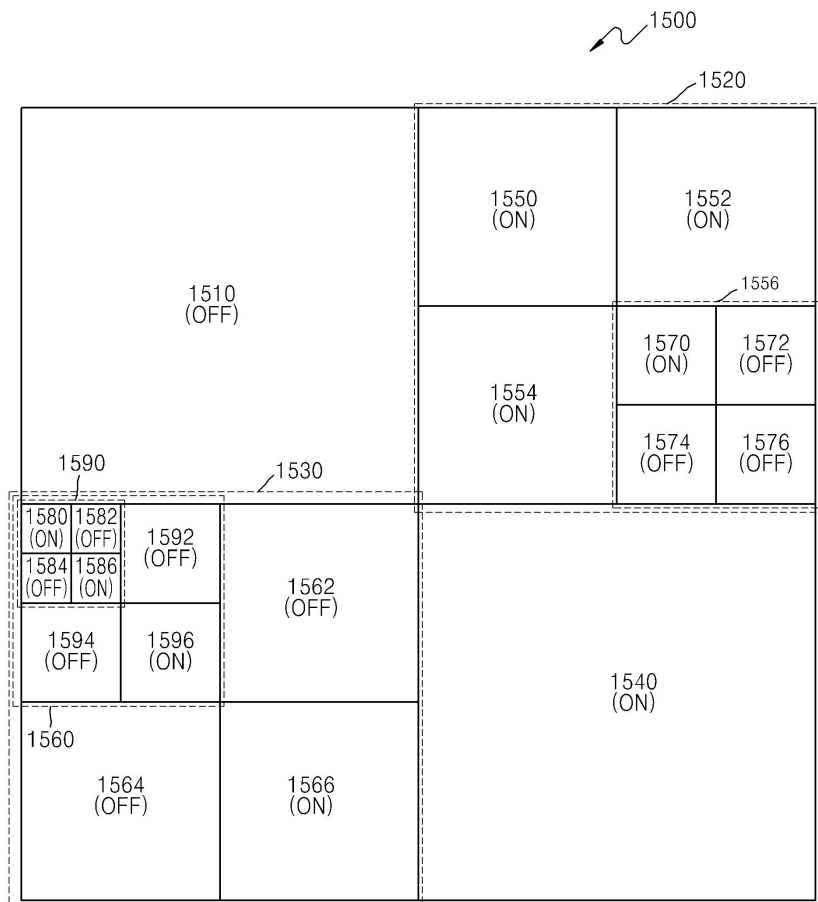 1500
1520
1550
(ON)
1552
(ON)
1510
(OFF)
1556
1570
(ON)
1572
(OFF)
1554
(ON)
1574
(OFF)
1576
(OFF)
1590
1530
1580
(ON)
1582
(OFF)
1592
(OFF)
1584
(OFF)
1586
(ON)
1562
(OFF)
1594
(OFF)
1596
(ON)
1540
(ON)
1560
1564
(OFF)
1566
(ON)